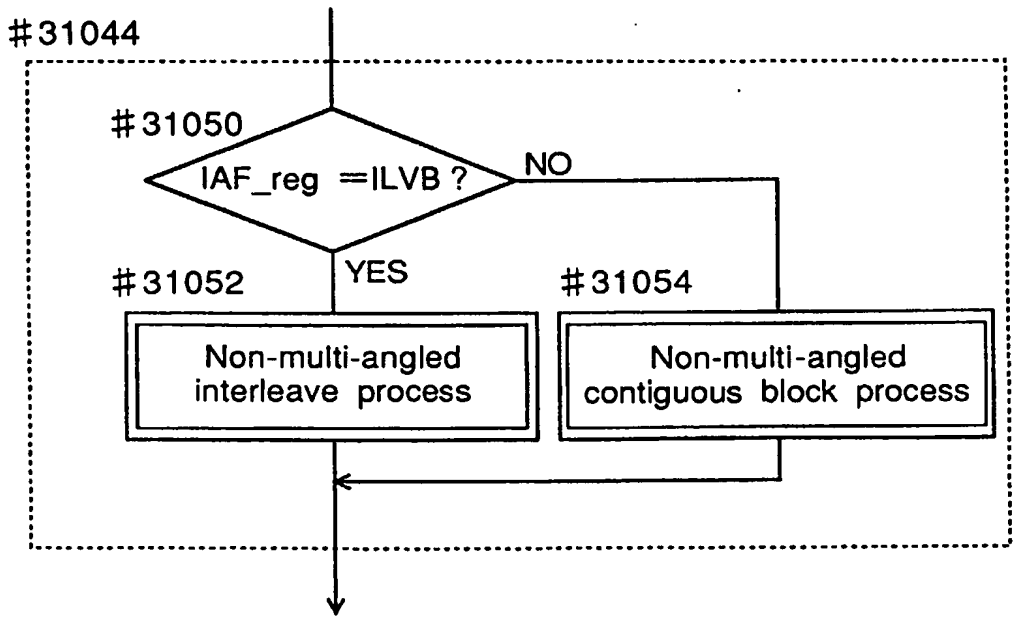 #31044
#31050
IAF_reg =ILVB ?
NO
YES
#31052
#31054
Non-multi-angled
interleave process
Non-multi-angled
contiguous block process